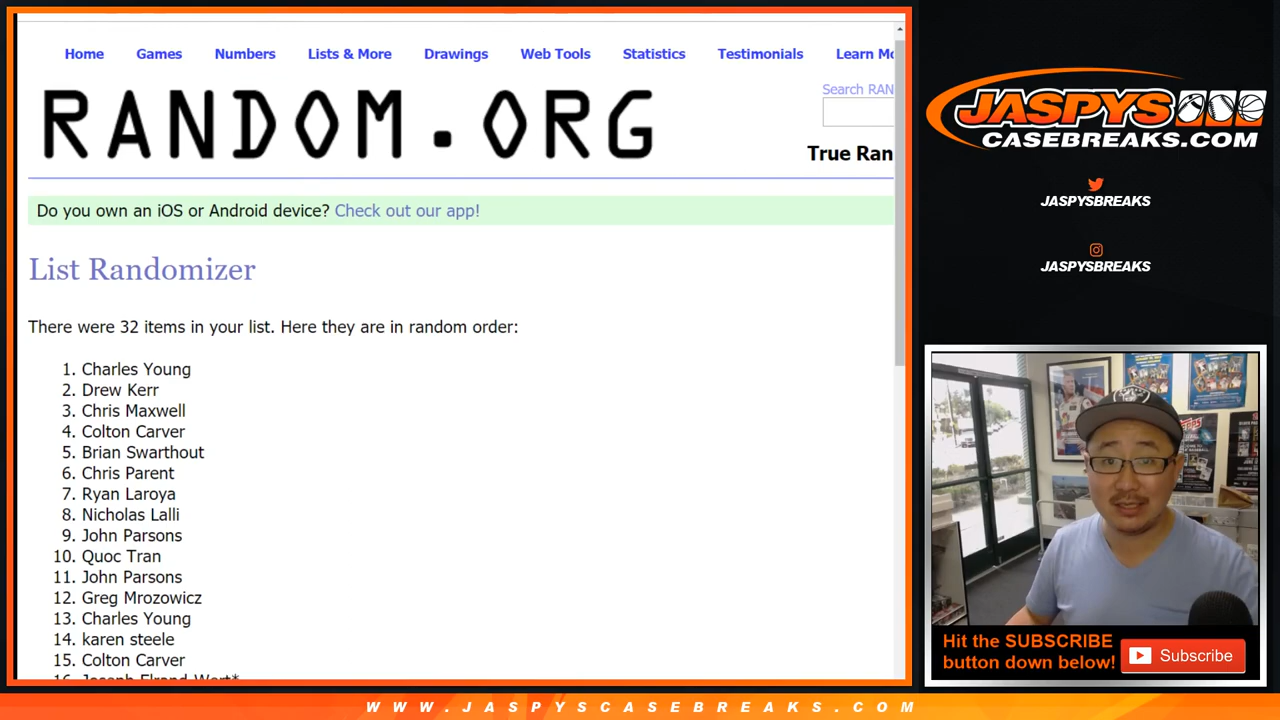 Home Games Numbers Lists & More Drawings Web Tools Statistics Testimonials Learn Mo
Search RAN
RANDOM.ORG
True Ran
Do you own an iOS or Android device? Check out our app!
List Randomizer
There were 32 items in your list. Here they are in random order:
1. Charles Young
2. Drew Kerr
3. Chris Maxwell
4. Colton Carver
5. Brian Swarthout
6. Chris Parent
7. Ryan Laroya
8. Nicholas Lalli
9. John Parsons
10. Quoc Tran
11. John Parsons
12. Greg Mrozowicz
13. Charles Young
14. karen steele
15. Colton Carver
JASPYS
CASEBREAKS.COM
JASPYSBREAKS
JASPYSBREAKS
Hit the SUBSCRIBE
button down below!
Subscribe
WWW.JASPYSCASEBREAKS.COM